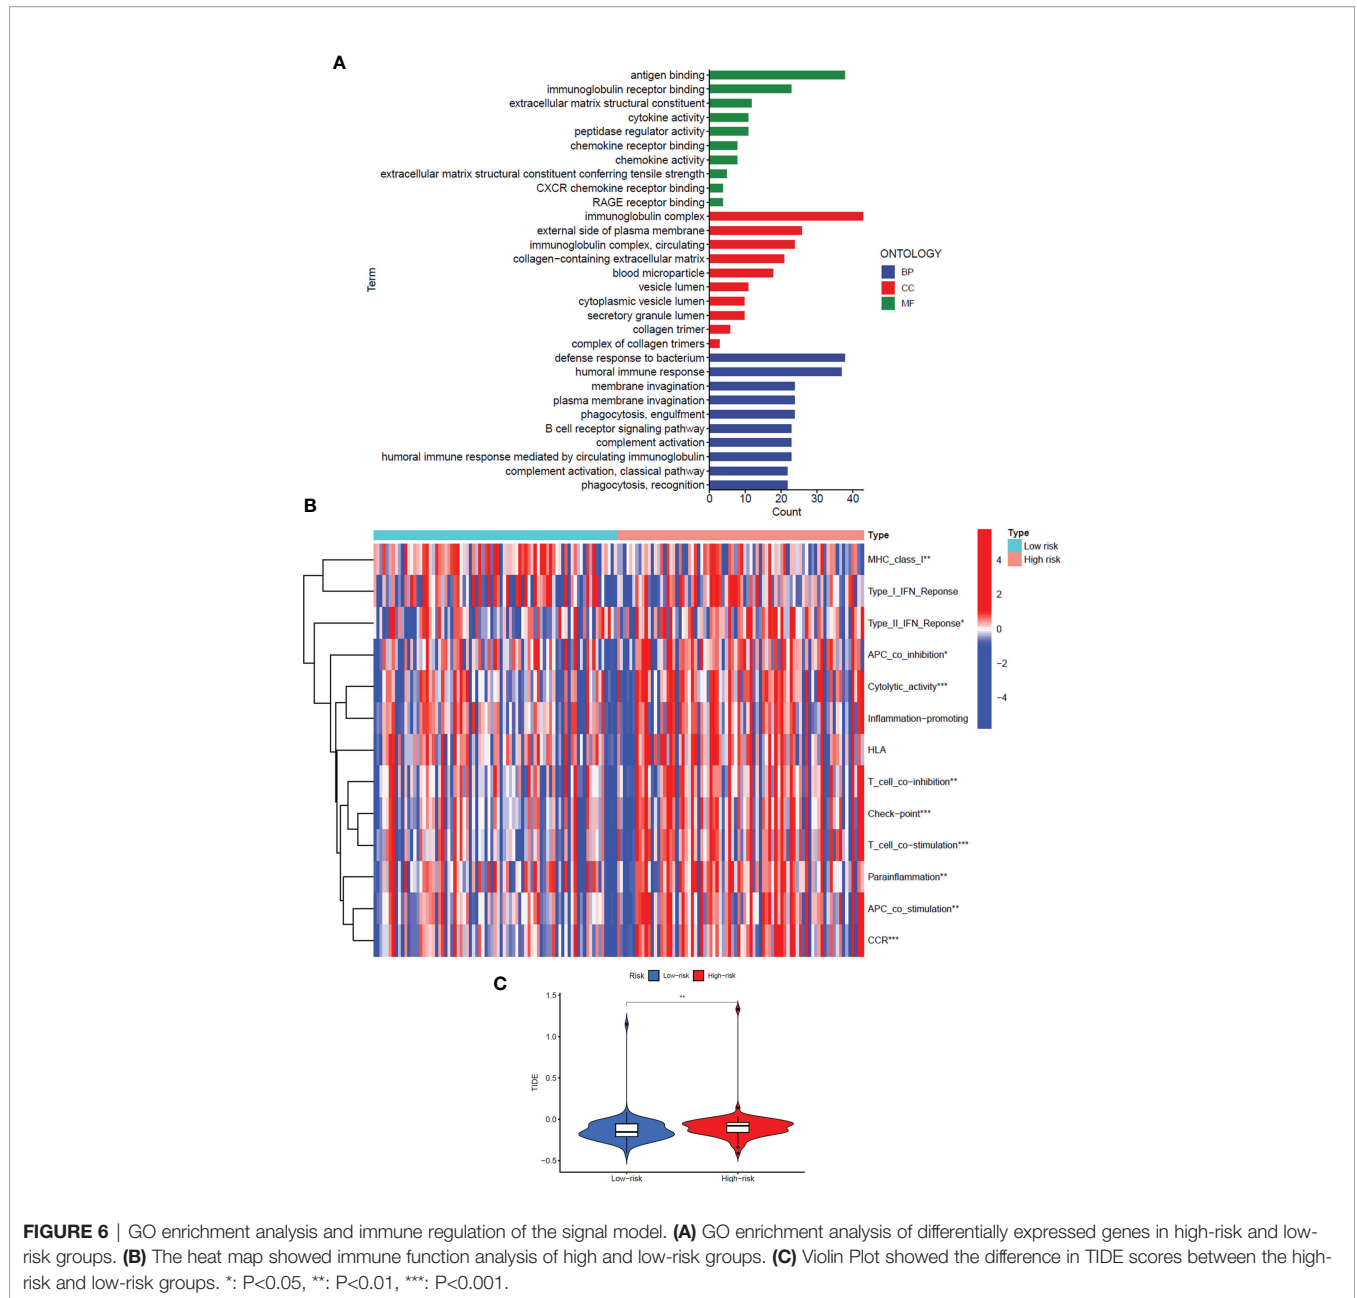 A
antigen binding
immunoglobulin receptor binding
extracellular matrix structural constituent
cytokine activity
peptidase regulator activity
chemokine receptor binding
chemokine activity
extracellular matrix structural constituent conferring tensile strength
CXCR chemokine receptor binding
RAGE receptor binding
immunoglobulin complex
external side of plasma membrane
immunoglobulin complex, circulating
collagen−containing extracellular matrix
blood microparticle
vesicle lumen
cytoplasmic vesicle lumen
secretory granule lumen
collagen trimer
complex of collagen trimers
defense response to bacterium
humoral immune response
membrane invagination
plasma membrane invagination
phagocytosis, engulfment
B cell receptor signaling pathway
complement activation
humoral immune response mediated by circulating immunoglobulin
complement activation, classical pathway
phagocytosis, recognition
Term
0 10 20 30 40
Count
ONTOLOGY
BP
CC
MF
B
Type
MHC_class_I**
Type_I_IFN_Reponse
Type_II_IFN_Reponse*
APC_co_inhibition*
Cytolytic_activity***
Inflammation−promoting
HLA
T_cell_co−inhibition**
Check−point***
T_cell_co−stimulation***
Parainflammation**
APC_co_stimulation**
CCR***
4
2
0
−2
−4
Type
Low risk
High risk
C
Risk Low−risk High−risk
**
1.5
1.0
0.5
0.0
−0.5
TIDE
Low−risk High−risk
FIGURE 6 | GO enrichment analysis and immune regulation of the signal model. (A) GO enrichment analysis of differentially expressed genes in high-risk and low-
risk groups. (B) The heat map showed immune function analysis of high and low-risk groups. (C) Violin Plot showed the difference in TIDE scores between the high-
risk and low-risk groups. *: P<0.05, **: P<0.01, ***: P<0.001.